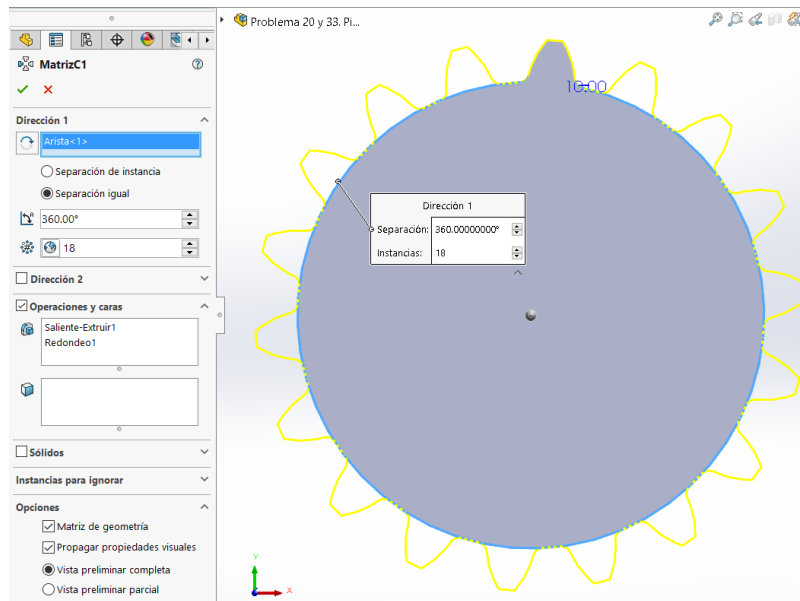 Problema 20 y 33. Pi...
MatrizC1
Dirección 1
Arista<1>
Separación de instancia
Separación igual
360.00°
18
Dirección 2
Operaciones y caras
Saliente-Extruir1
Redondeo1
Sólidos
Instancias para ignorar
Opciones
Matriz de geometría
Propagar propiedades visuales
Vista preliminar completa
Vista preliminar parcial
10.00
Dirección 1
Separación: 360.00000000°
Instancias: 18
Y
X